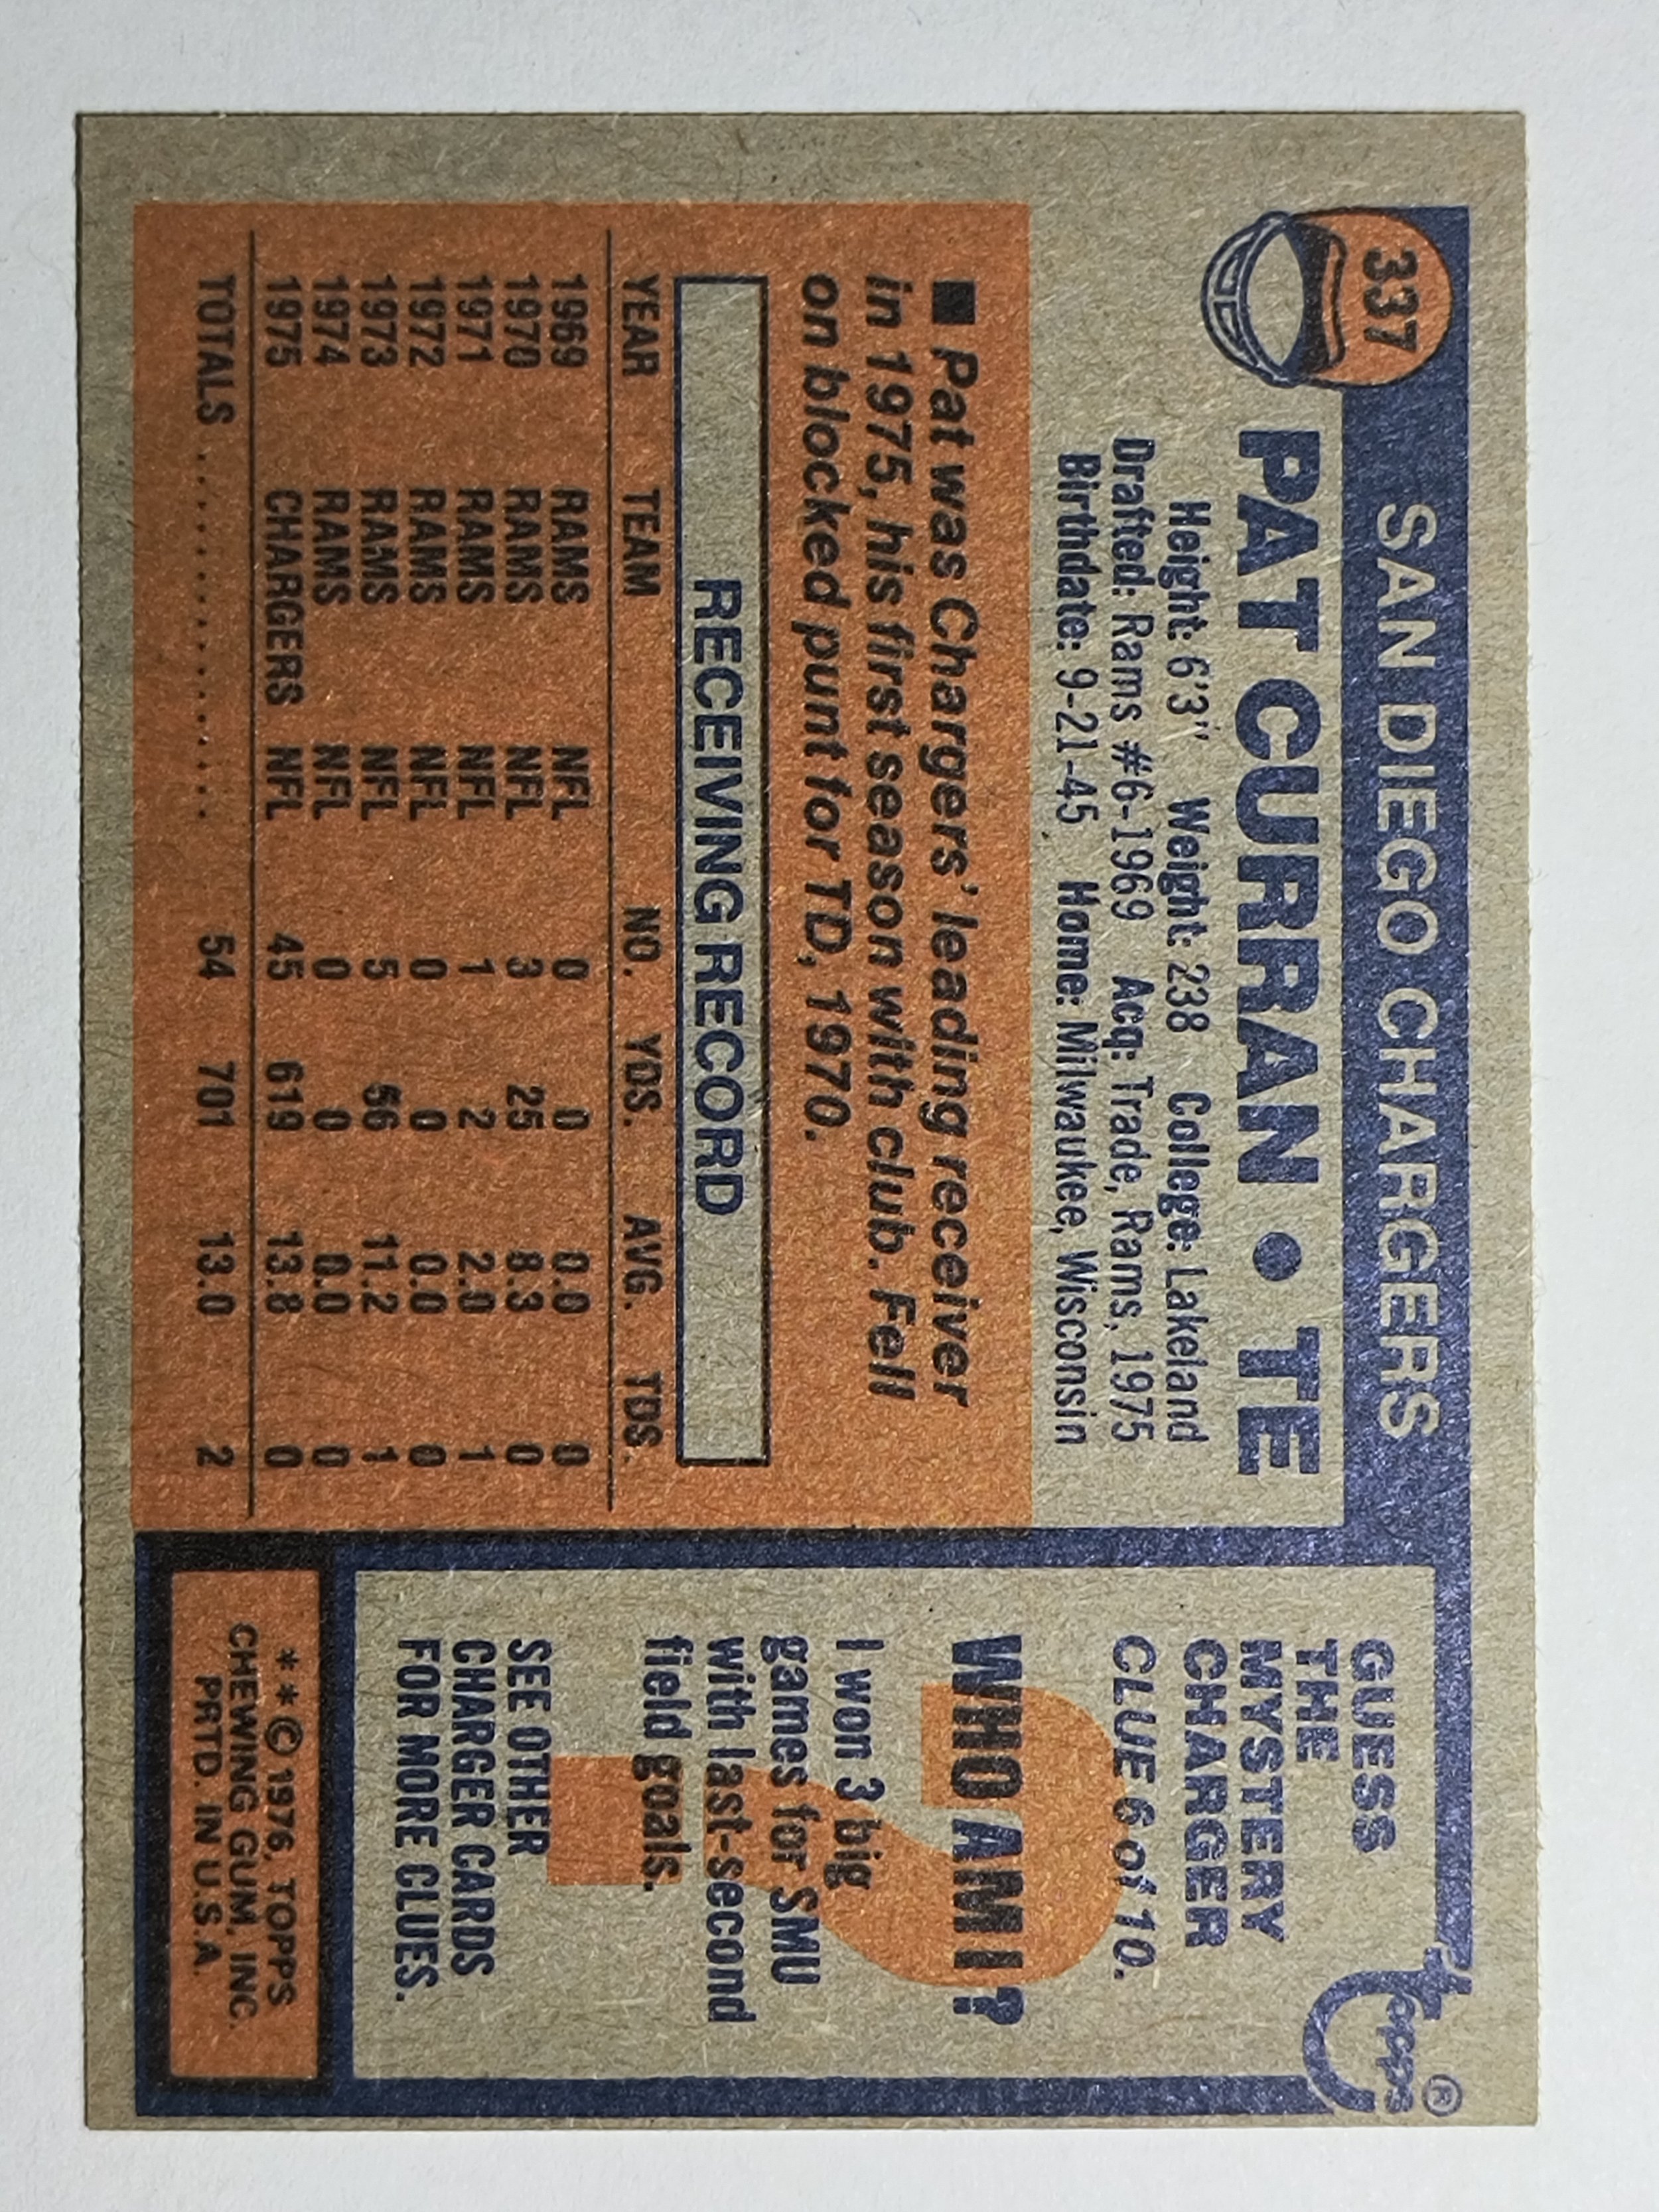 337
SAN DIEGO CHARGERS
PAT CURRAN • TE
Height: 6'3" Weight: 238 College: Lakeland
Drafted: Rams #6-1969 Acq: Trade, Rams, 1975
Birthdate: 9-21-45 Home: Milwaukee, Wisconsin
■ Pat was Chargers' leading receiver
in 1975, his first season with club. Fell
on blocked punt for TD, 1970.
RECEIVING RECORD
YEAR TEAM NO. YDS. AVG. TDS.
1969 RAMS NFL 0 0 0.0 0
1970 RAMS NFL 3 25 8.3 0
1971 RAMS NFL 1 2 2.0 1
1972 RAMS NFL 0 0 0.0 0
1973 RAMS NFL 5 56 11.2 1
1974 RAMS NFL 0 0 0.0 0
1975 CHARGERS NFL 45 619 13.8 0
TOTALS . . . . . . . . . . . . . . . . . 54 701 13.0 2
topps ®
GUESS
THE
MYSTERY
CHARGER
CLUE 6 of 10.
WHO AM I?
I won 3 big
games for SMU
with last-second
field goals.
SEE OTHER
CHARGER CARDS
FOR MORE CLUES.
* * © 1976, TOPPS
CHEWING GUM, INC.
PRTD. IN U.S.A.